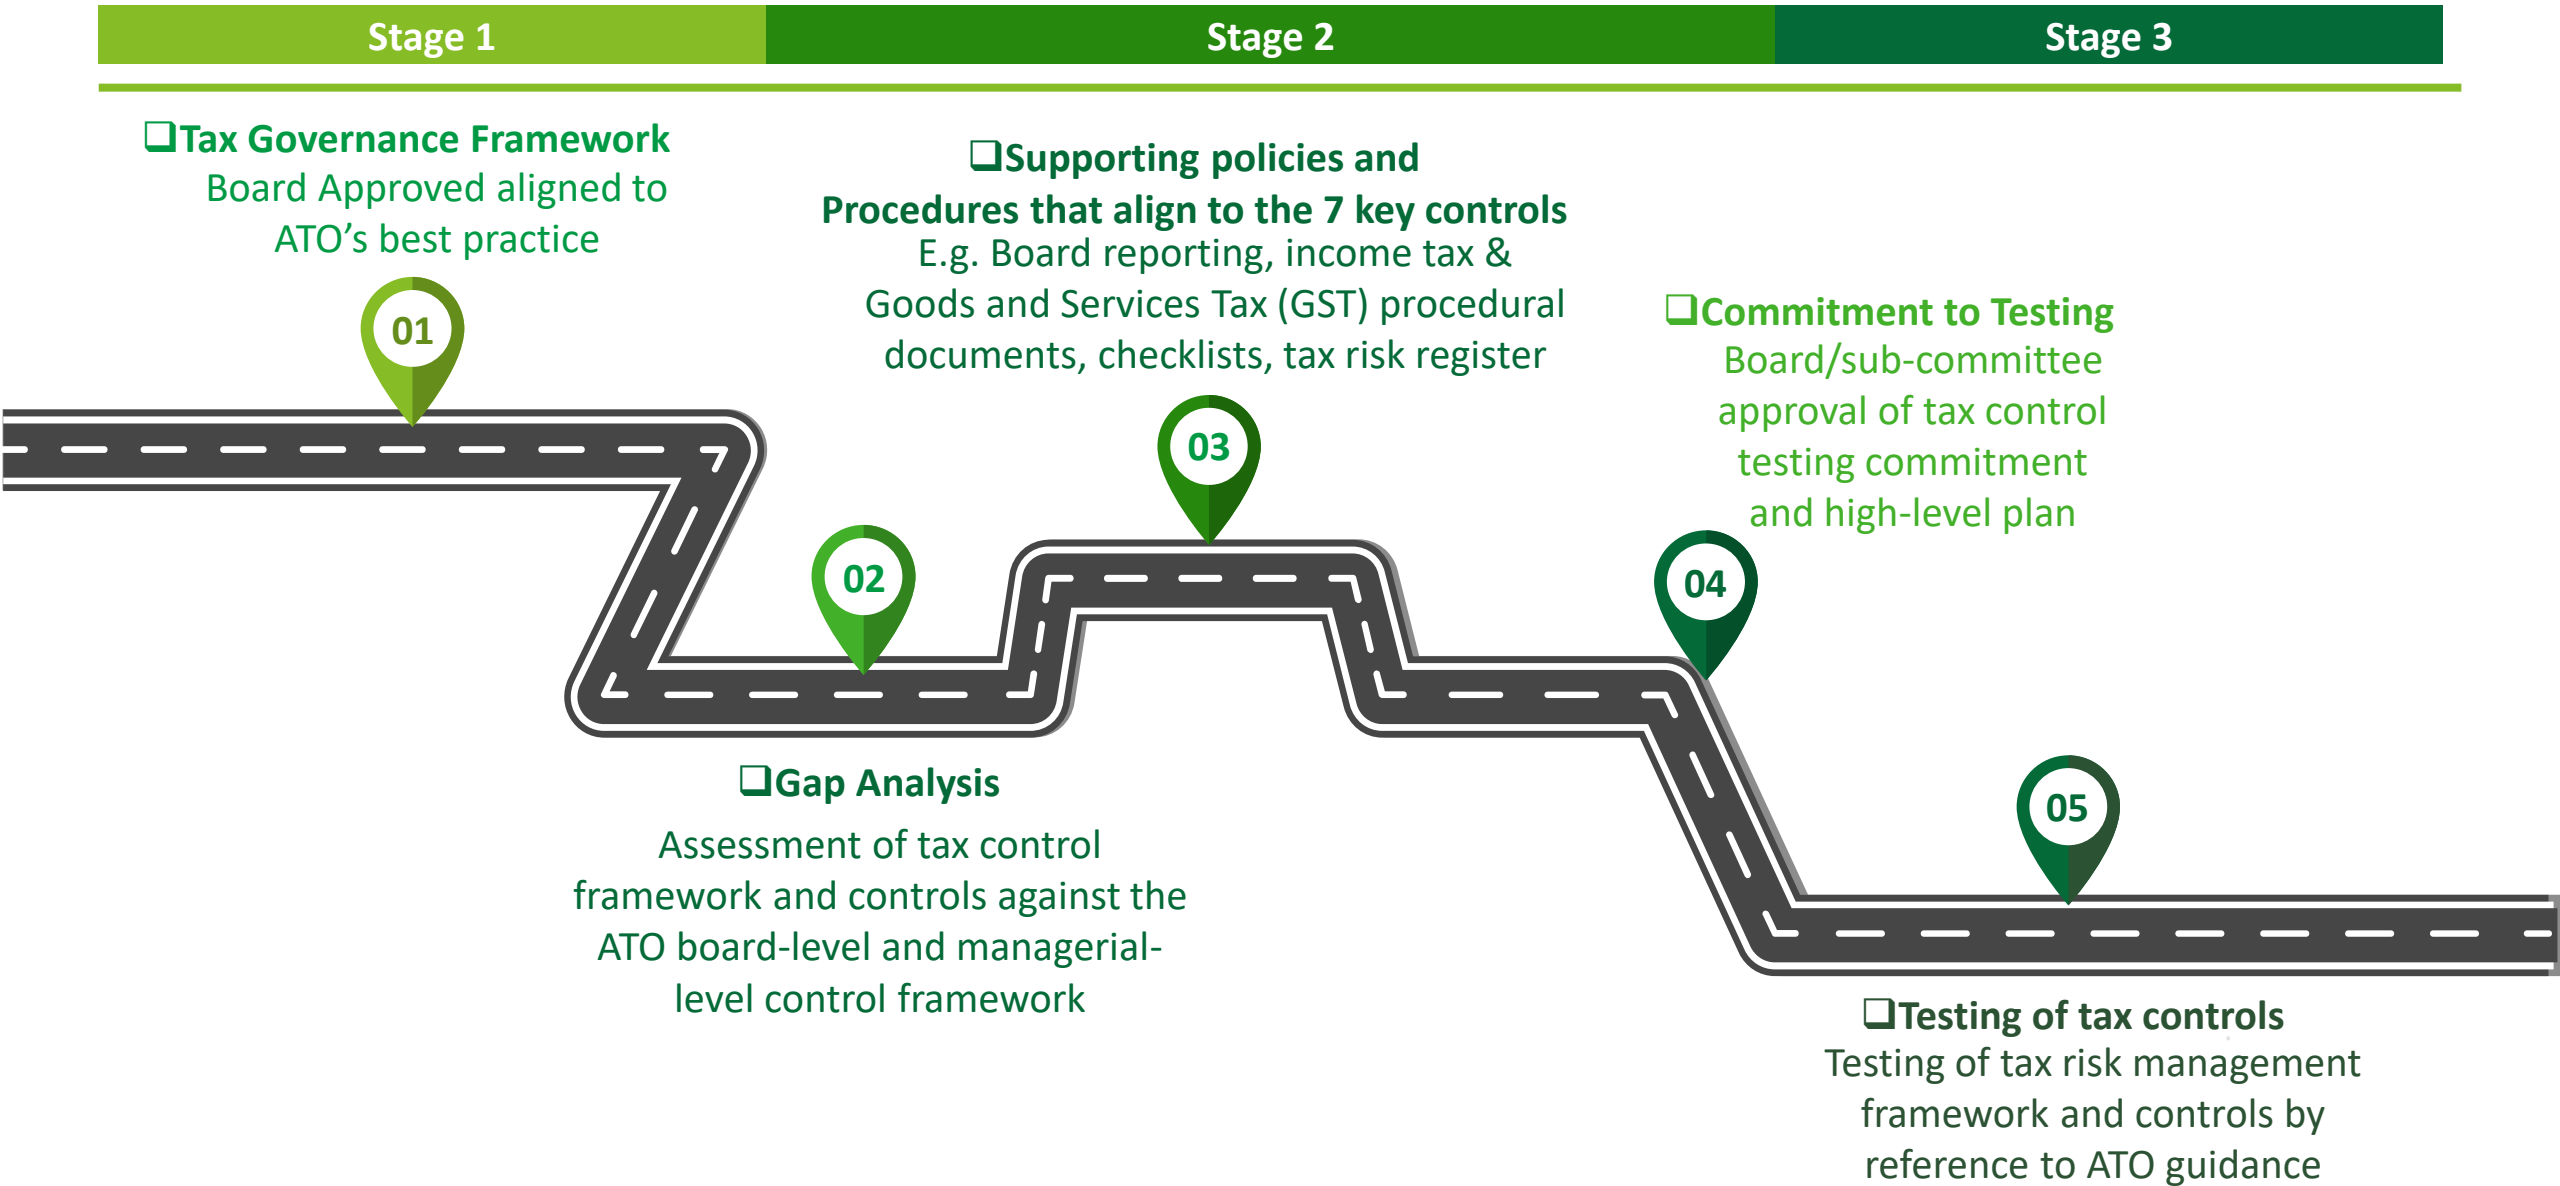 Stage 1
Stage 2
Stage 3
❑Tax Governance Framework
Board Approved aligned to
ATO's best practice
01
❑Supporting policies and
Procedures that align to the 7 key controls
E.g. Board reporting, income tax &
Goods and Services Tax (GST) procedural
documents, checklists, tax risk register
03
❑Commitment to Testing
Board/sub-committee
approval of tax control
testing commitment
and high-level plan
04
02
❑Gap Analysis
Assessment of tax control
framework and controls against the
ATO board-level and managerial-
level control framework
05
❑Testing of tax controls
Testing of tax risk management
framework and controls by
reference to ATO guidance